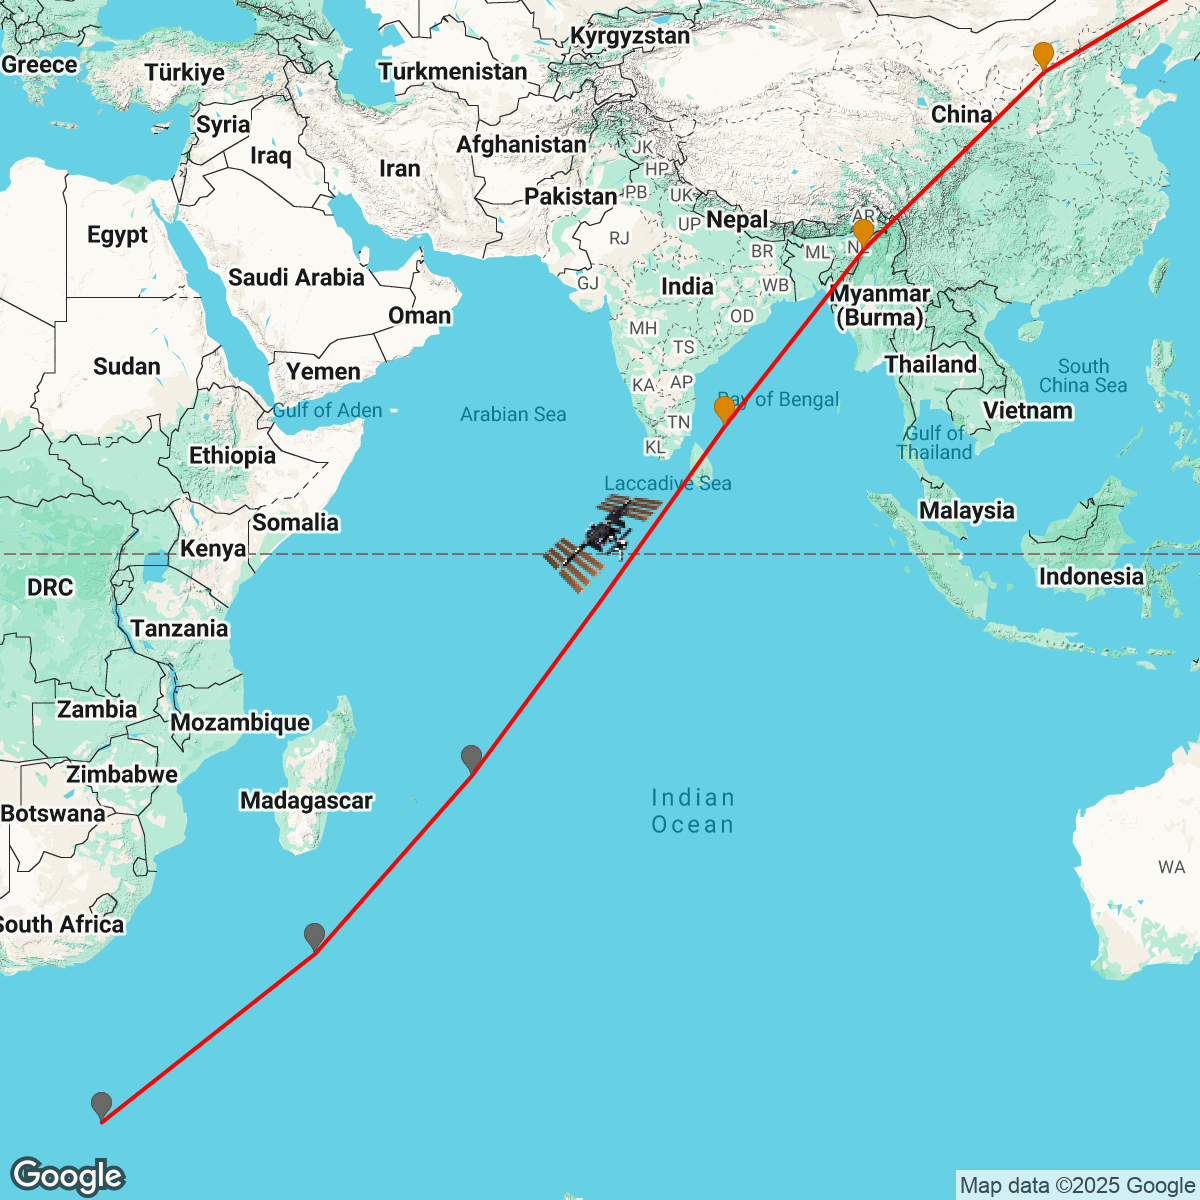 Kyrgyzstan
Greece
Türkiye
Turkmenistan
Syria
China
Afghanistan
JK
Iraq
Iran
HP
Pakistan
PB
UK
Nepal
AR
UP
Egypt
RJ
BR
ML
Saudi Arabia
GJ
India
WB
Myanmar
(Burma)
Oman
OD
MH
TS
Sudan
Yemen
Thailand
South
China Sea
KA
AP
Gulf of Aden
Arabian Sea
Bay of Bengal
Vietnam
TN
Gulf of
Thailand
KL
Ethiopia
Laccadive Sea
Malaysia
Somalia
Kenya
DRC
Indonesia
Tanzania
Zambia
Mozambique
Zimbabwe
Madagascar
Indian
Ocean
Botswana
WA
South Africa
Google
Map data ©2025 Google